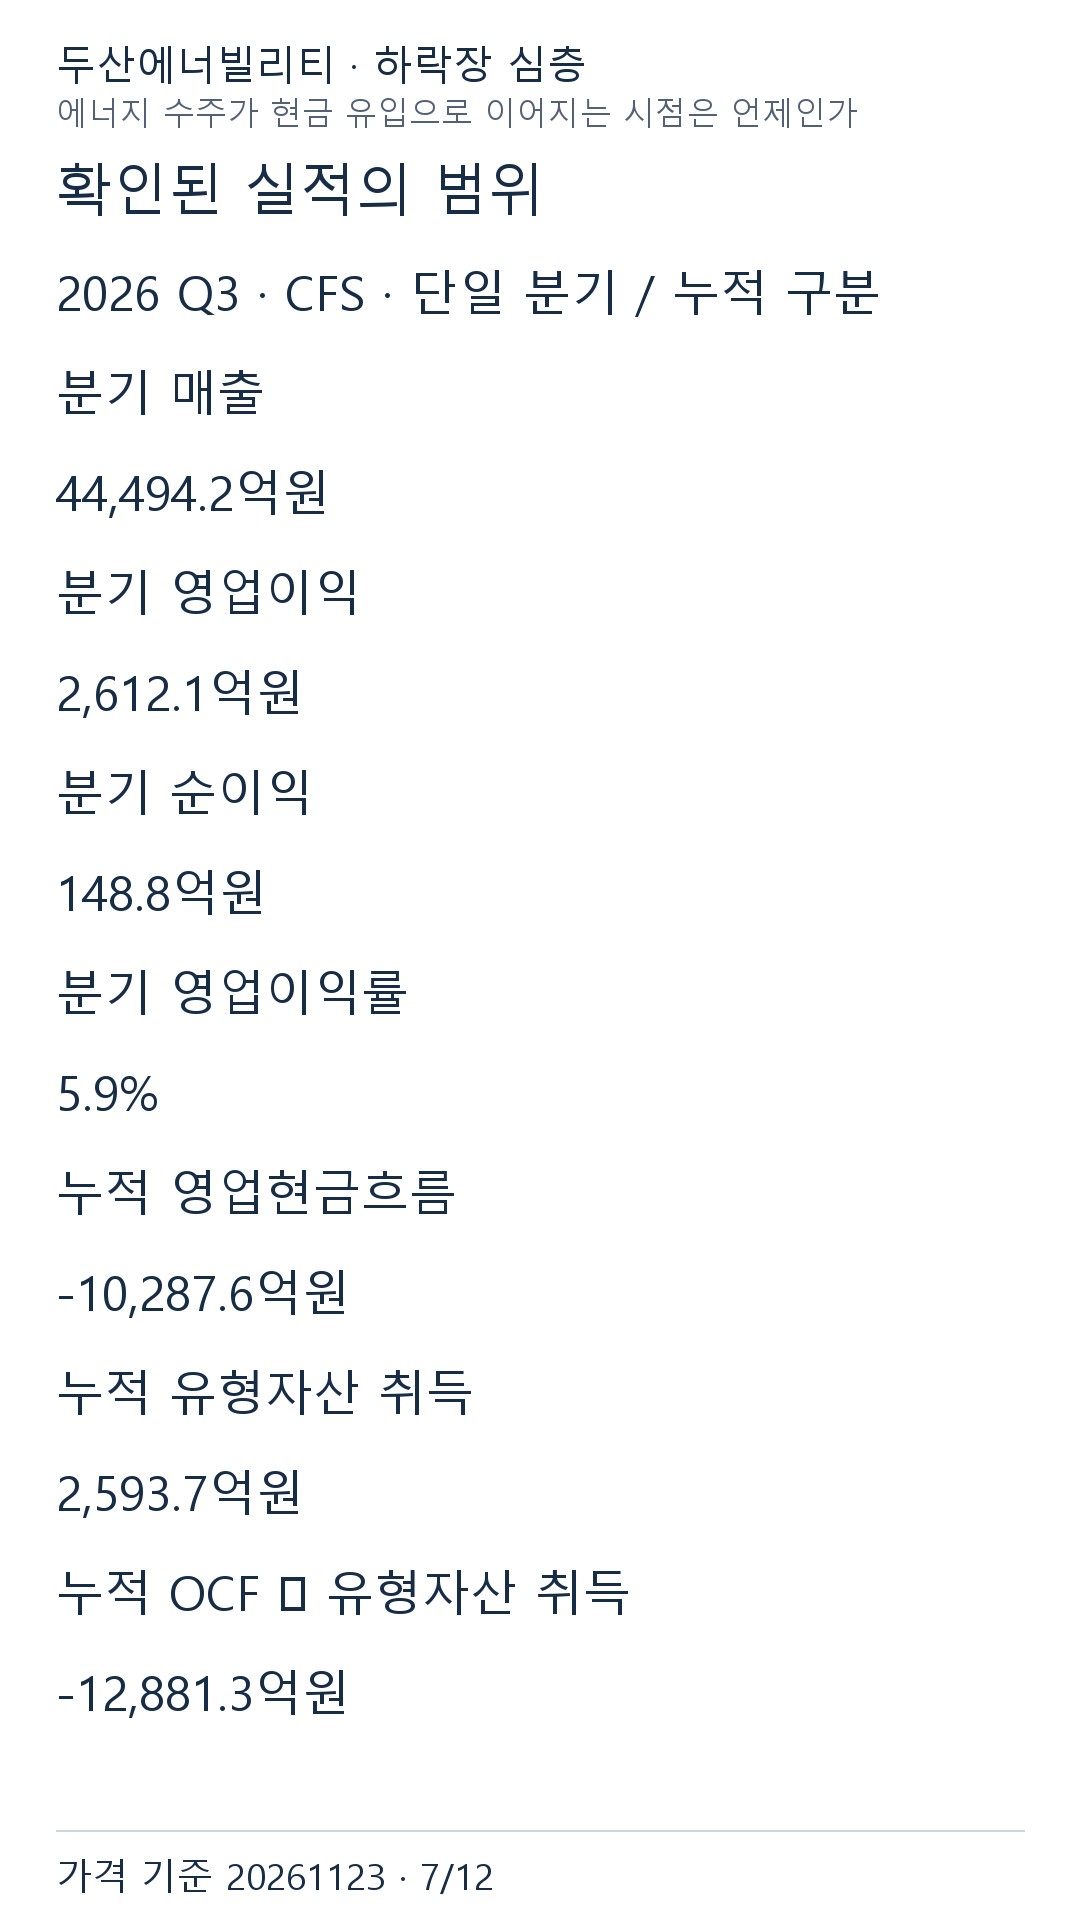 두산에너빌리티 · 하락장 심층
에너지 수주가 현금 유입으로 이어지는 시점은 언제인가
확인된 실적의 범위
2026 Q3 · CFS · 단일 분기 / 누적 구분
분기 매출
44,494.2억원
분기 영업이익
2,612.1억원
분기 순이익
148.8억원
분기 영업이익률
5.9%
누적 영업현금흐름
-10,287.6억원
누적 유형자산 취득
2,593.7억원
누적 OCF □ 유형자산 취득
-12,881.3억원
가격 기준 20261123 · 7/12